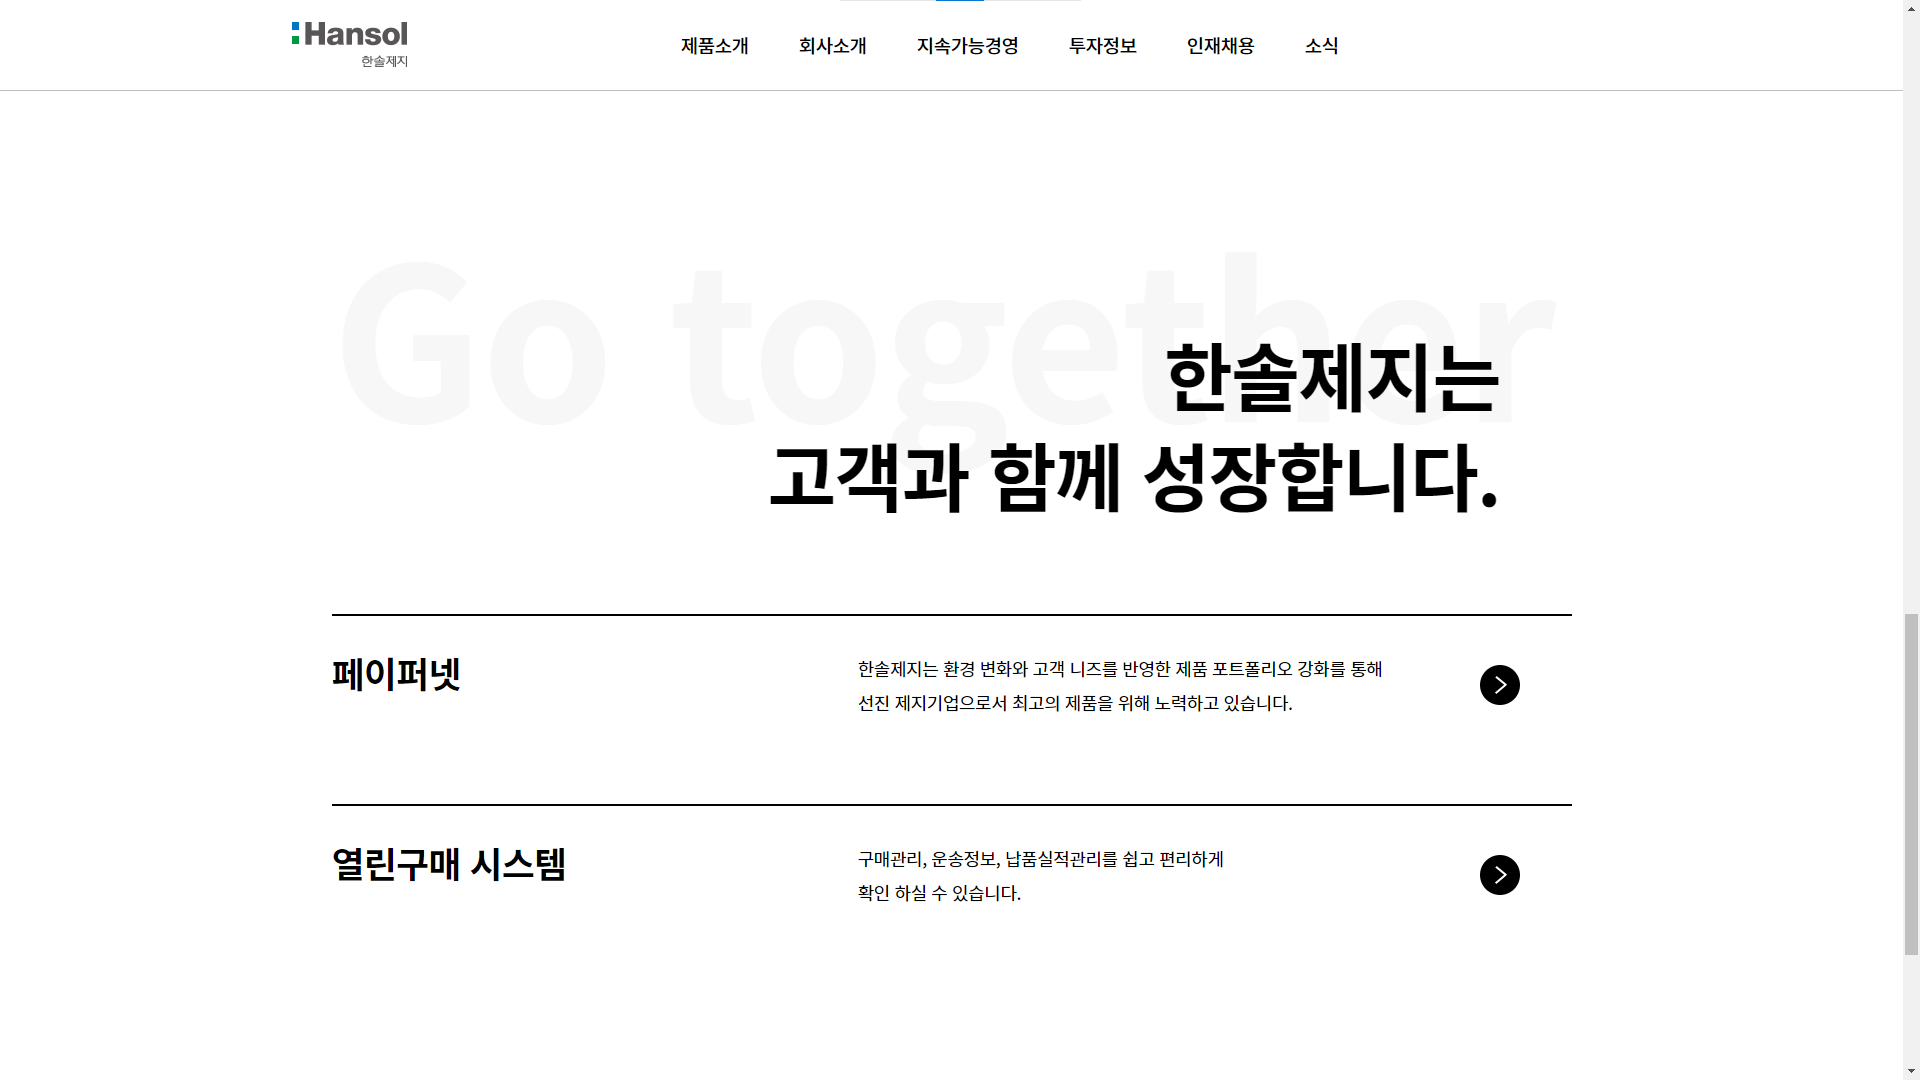 Hansol
한솔제지
제품소개 회사소개 지속가능경영 투자정보 인재채용 소식
Go together
한솔제지는
고객과 함께 성장합니다.
페이퍼넷
한솔제지는 환경 변화와 고객 니즈를 반영한 제품 포트폴리오 강화를 통해
선진 제지기업으로서 최고의 제품을 위해 노력하고 있습니다.
열린구매 시스템
구매관리, 운송정보, 납품실적관리를 쉽고 편리하게
확인 하실 수 있습니다.